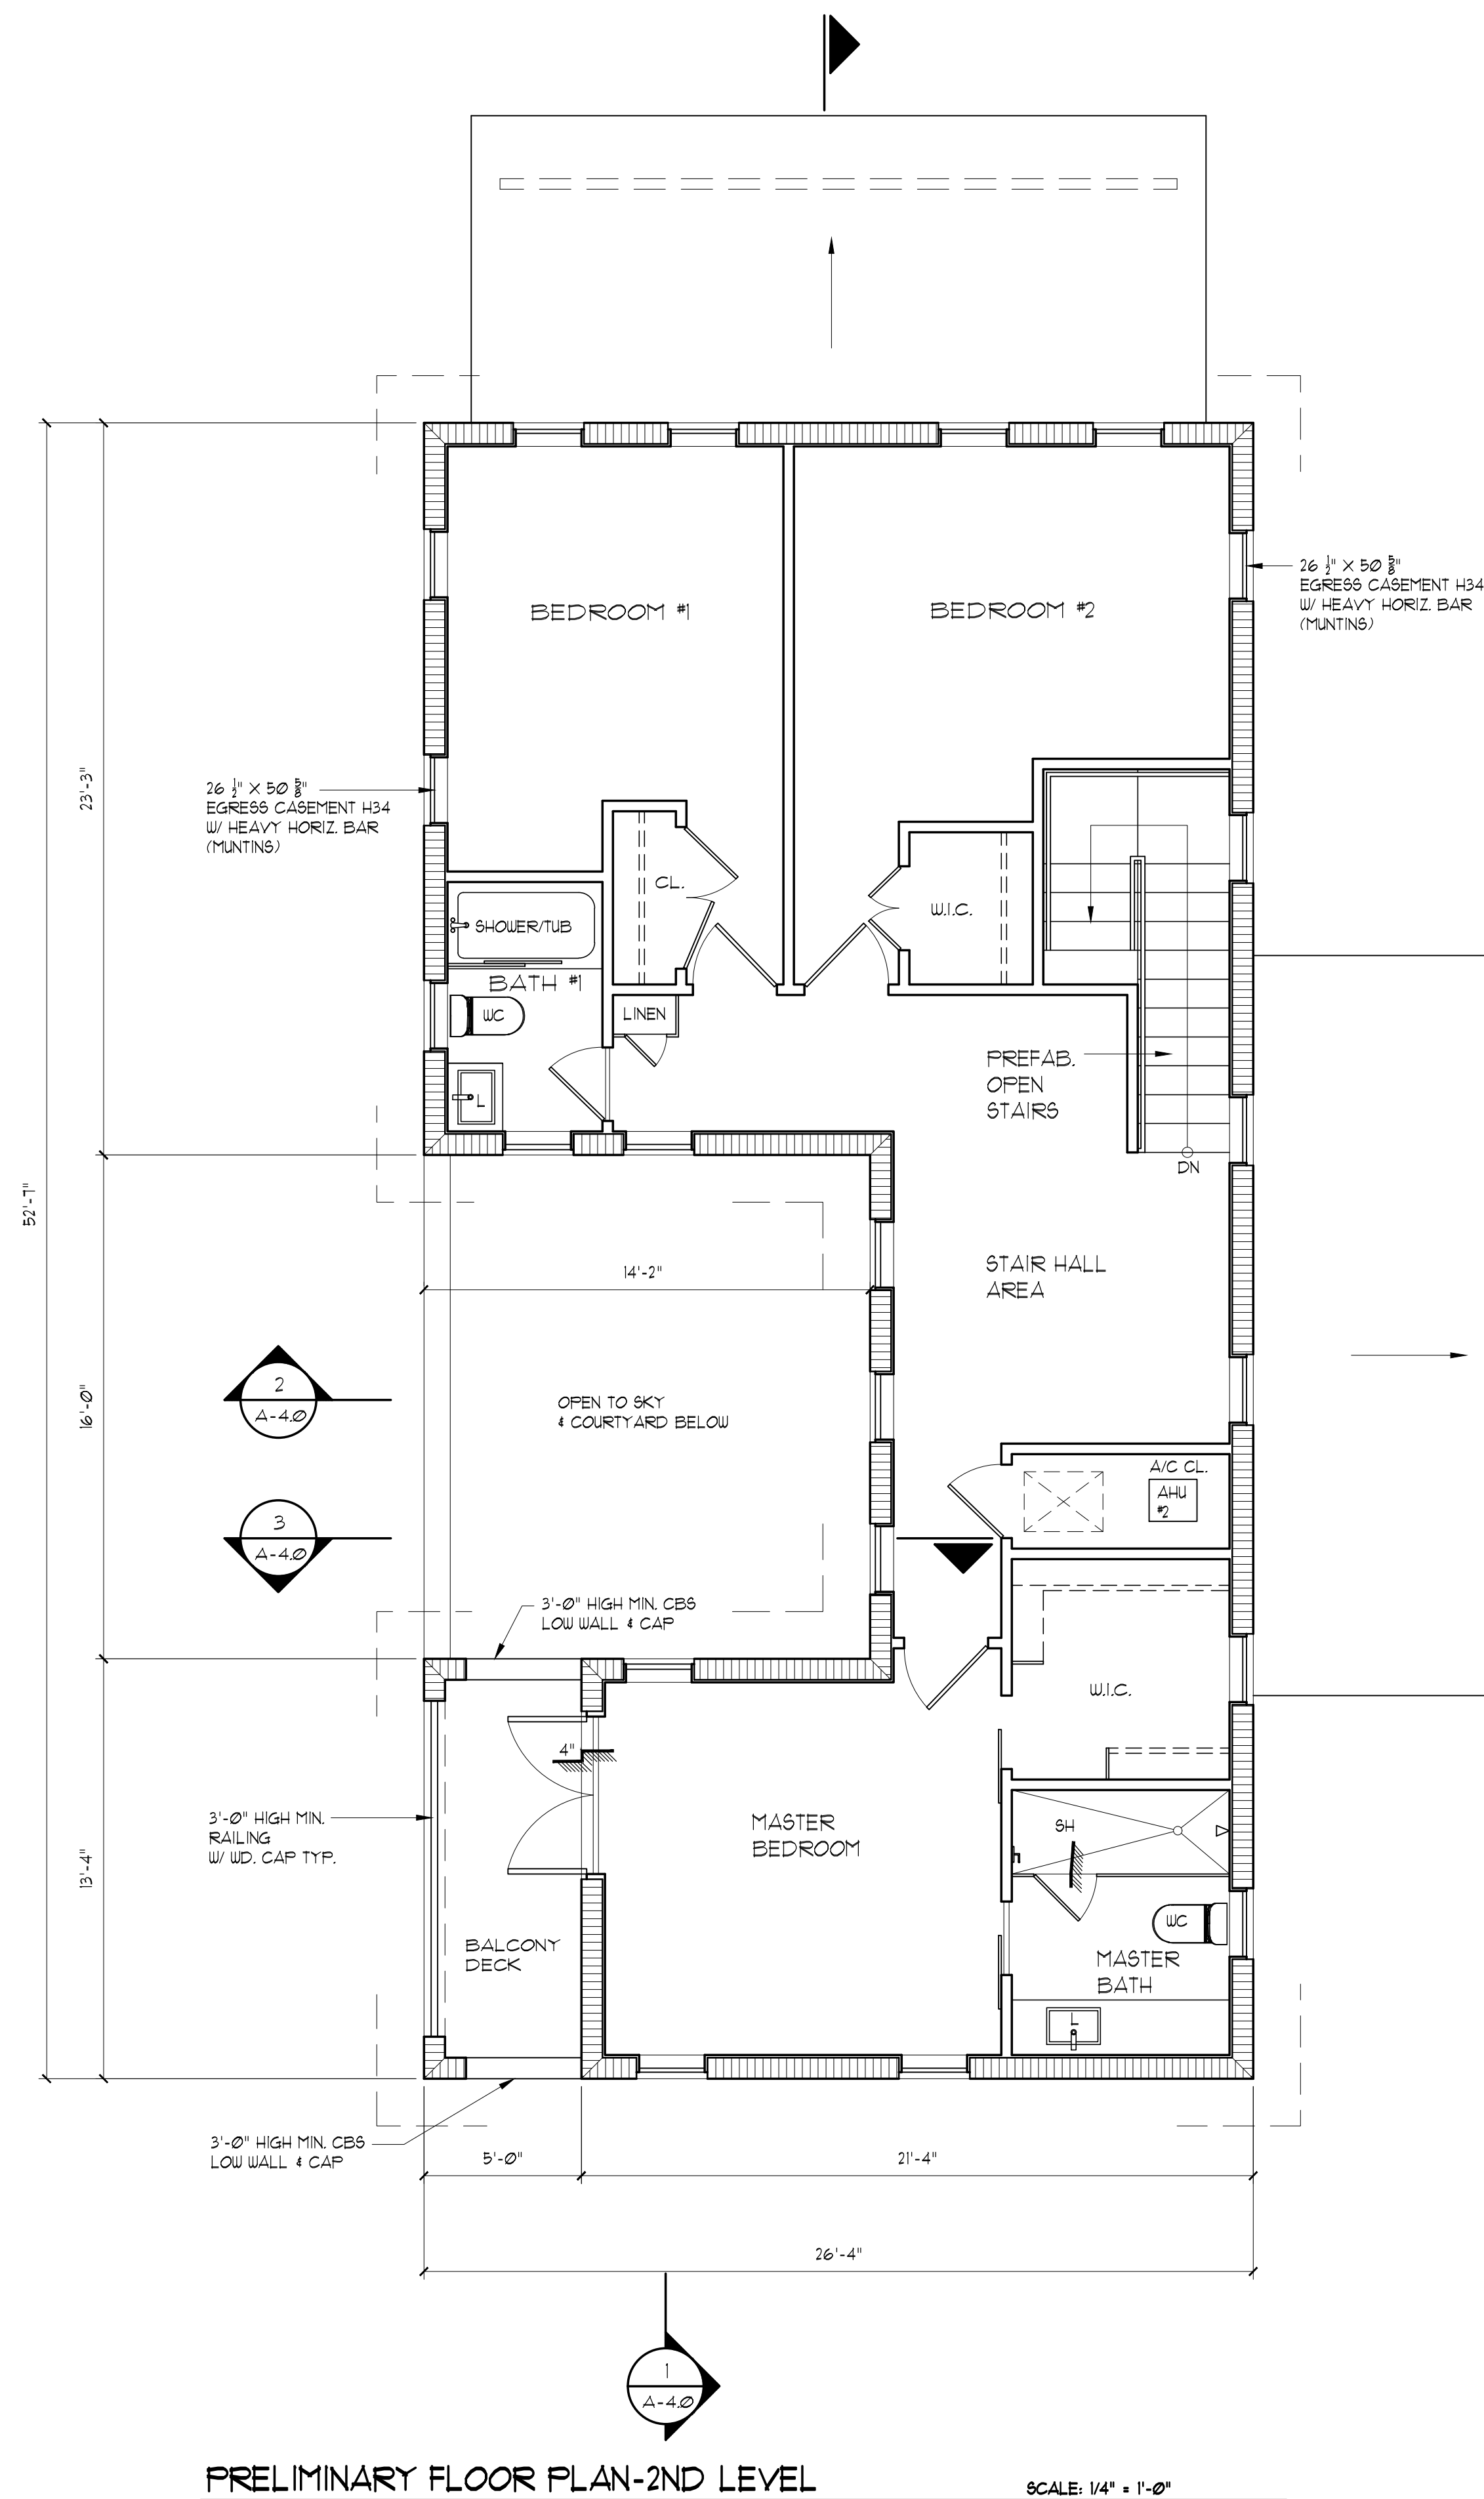 26 1/2" X 50 5/8"
EGRESS CASEMENT H34
W/ HEAVY HORIZ. BAR
(MUNTINS)
BEDROOM #1
BEDROOM #2
23'-3"
26 1/2" X 50 5/8"
EGRESS CASEMENT H34
W/ HEAVY HORIZ. BAR
(MUNTINS)
CL.
W.I.C.
SHOWER/TUB
BATH #1
WC
LINEN
L
PREFAB.
OPEN
STAIRS
DN
52'-7"
14'-2"
STAIR HALL
AREA
2
A-4.0
16'-0"
OPEN TO SKY
& COURTYARD BELOW
A/C CL.
AHU
#2
3
A-4.0
3'-0" HIGH MIN. CBS
LOW WALL & CAP
W.I.C.
4"
3'-0" HIGH MIN.
RAILING
W/ WD. CAP TYP.
MASTER
BEDROOM
SH
13'-4"
WC
BALCONY
DECK
MASTER
BATH
L
3'-0" HIGH MIN. CBS
LOW WALL & CAP
5'-0"
21'-4"
26'-4"
1
A-4.0
PRELIMINARY FLOOR PLAN-2ND LEVEL
SCALE: 1/4" = 1'-0"